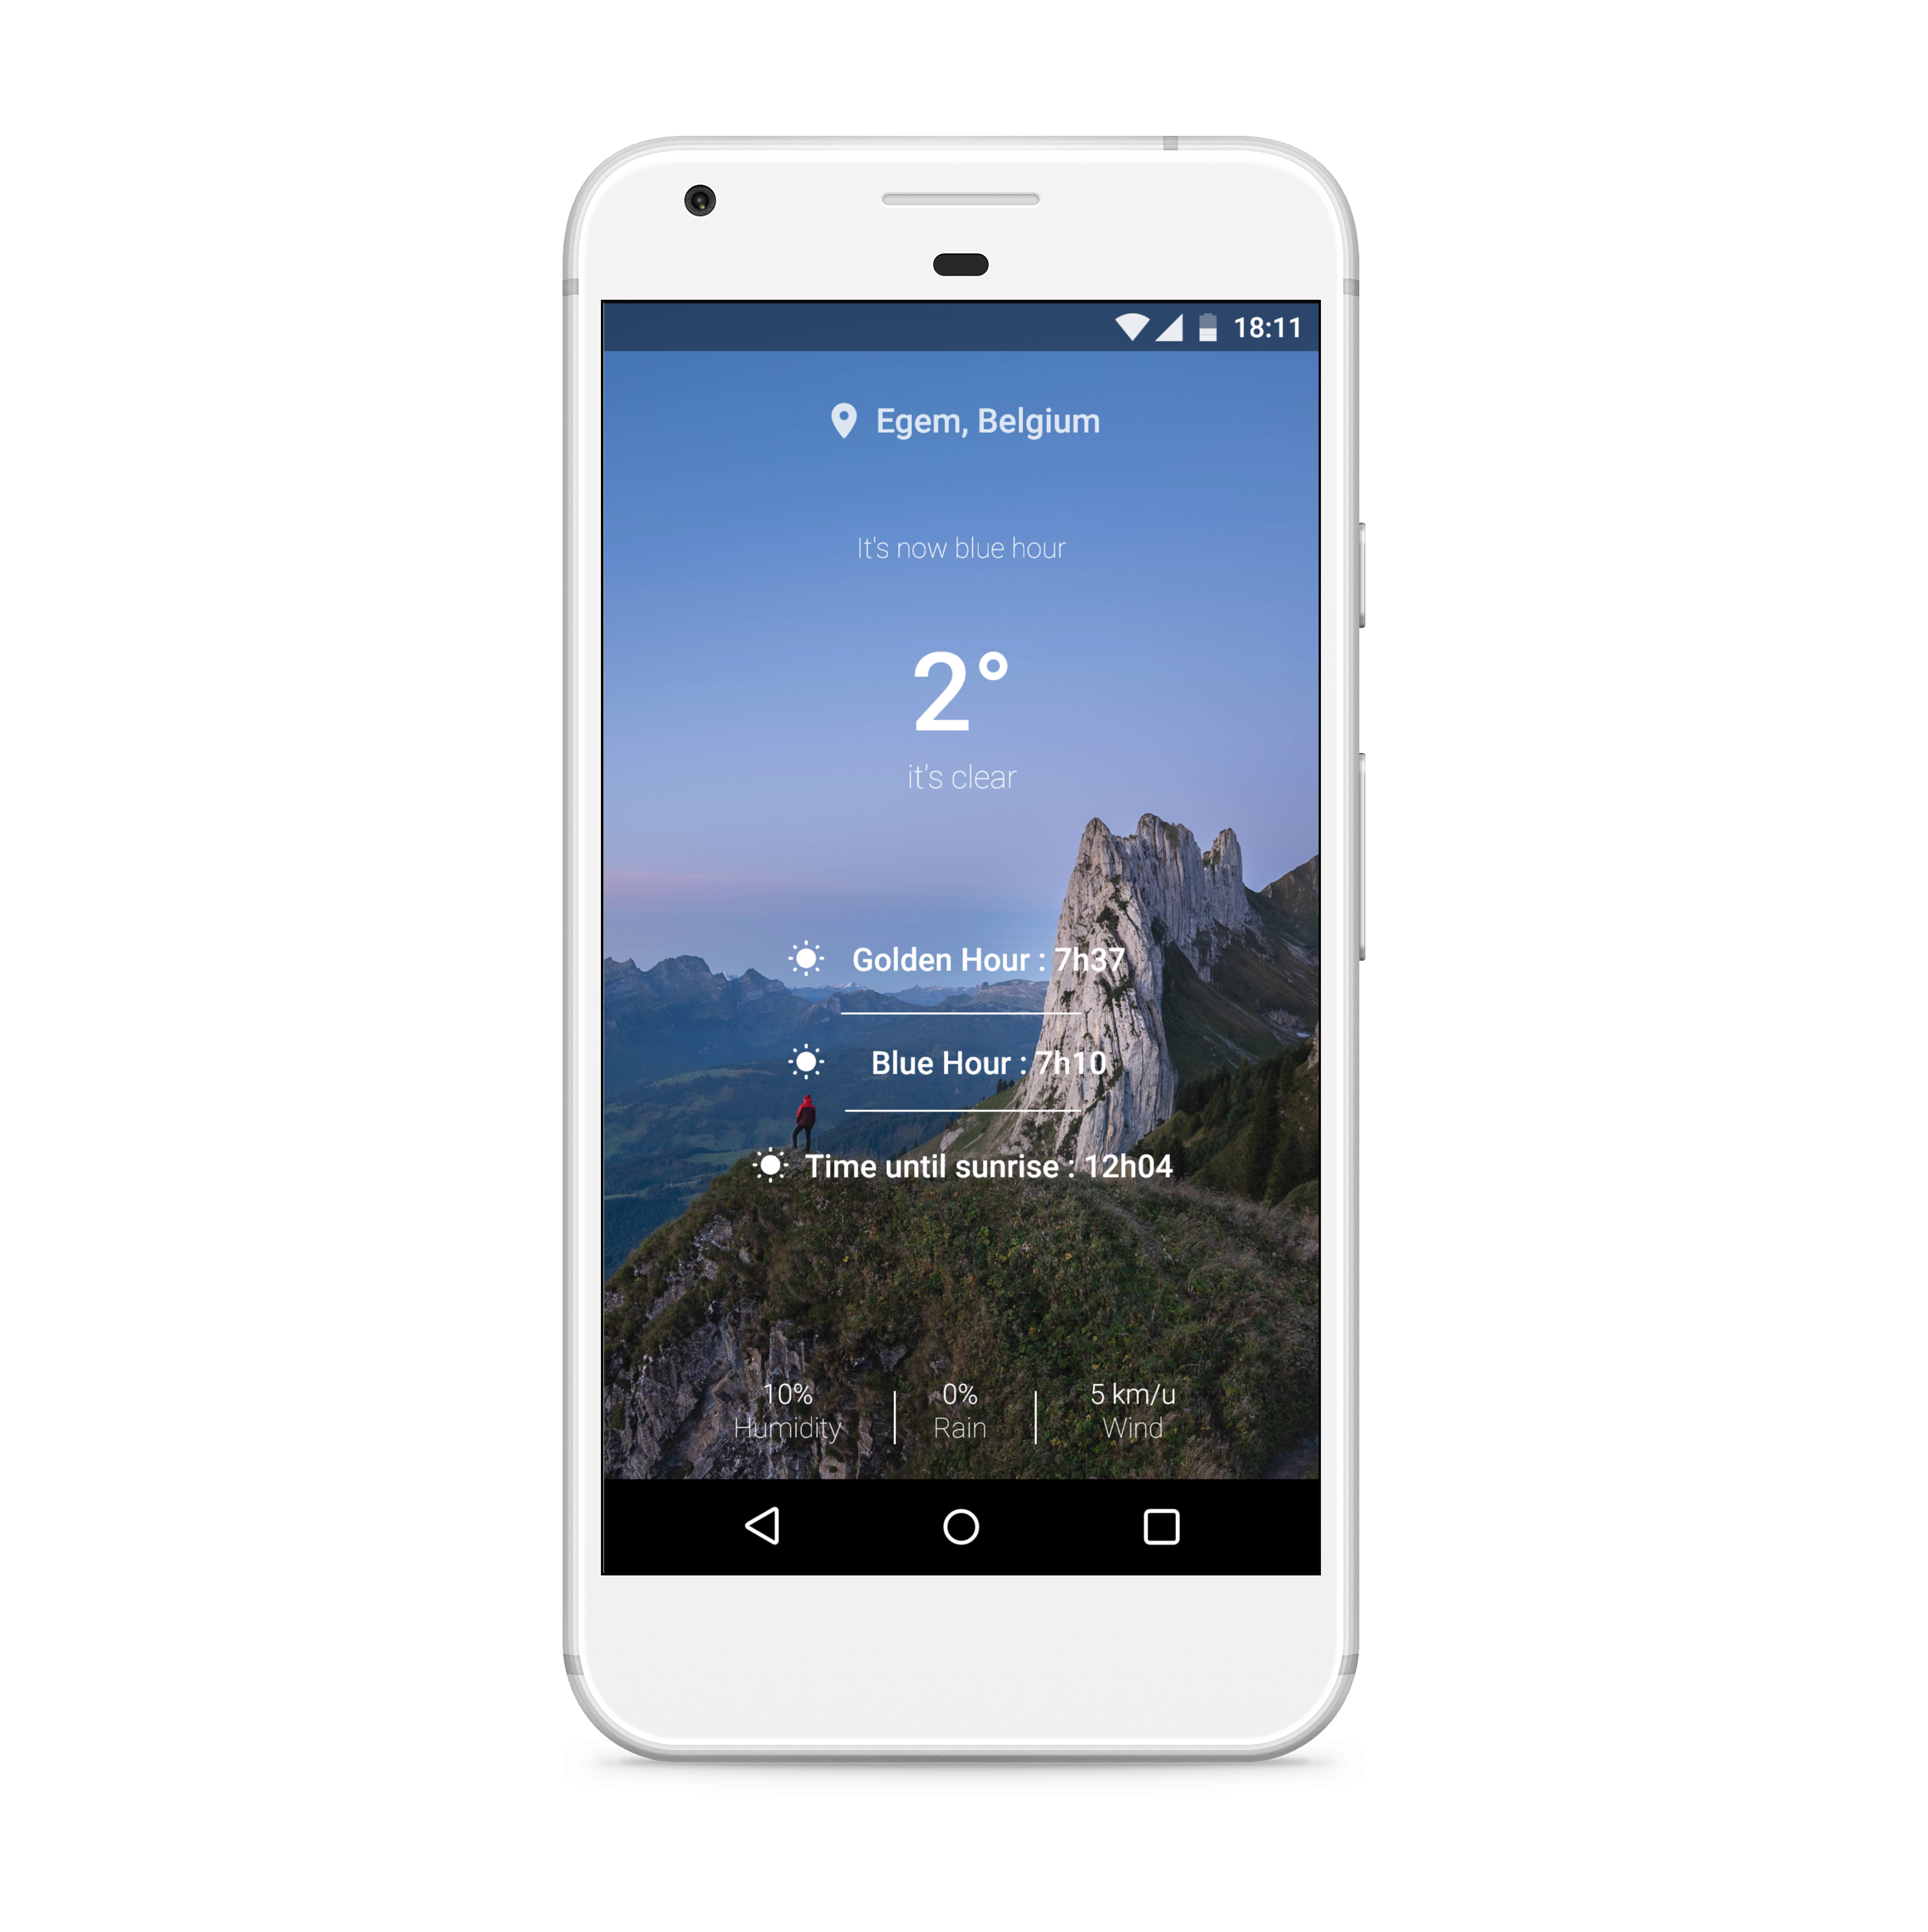 18:11
Egem, Belgium
It's now blue hour
2°
it's clear
Golden Hour : 7h37
Blue Hour : 7h10
Time until sunrise : 12h04
10% 0% 5 km/u
Humidity Rain Wind